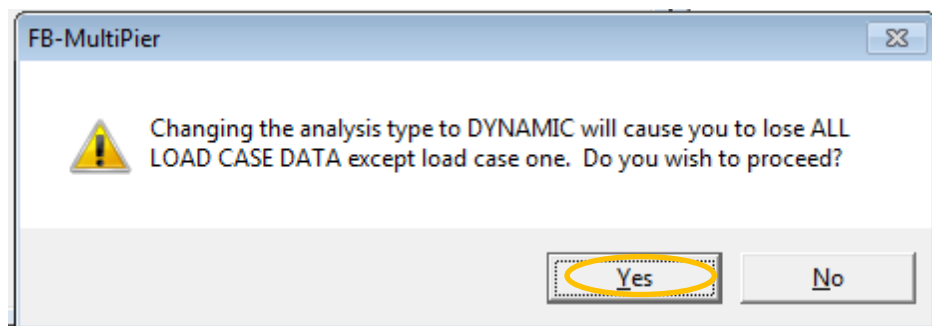 FB-MultiPier
Changing the analysis type to DYNAMIC will cause you to lose ALL
LOAD CASE DATA except load case one.  Do you wish to proceed?
Yes
No